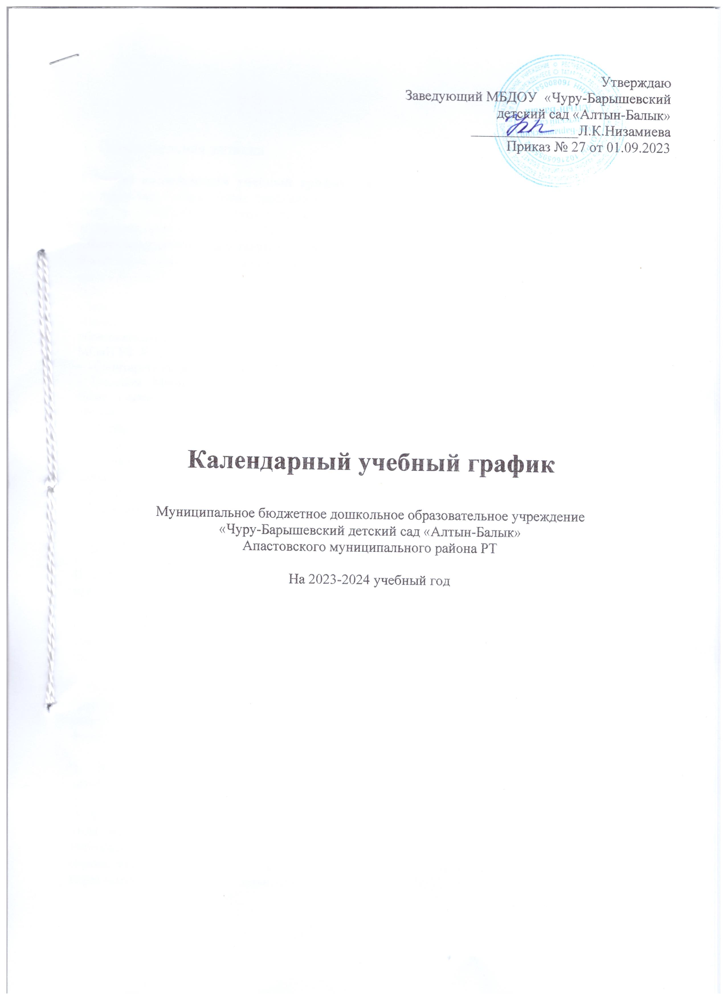 Утверждаю
Заведующий МБДОУ «Чуру-Барышевский
детский сад «Алтын-Балык»
Л.К.Низамиева
Приказ № 27 от 01.09.2023
Календарный учебный график
Муниципальное бюджетное дошкольное образовательное учреждение
«Чуру-Барышевский детский сад «Алтын-Балык»
Апастовского муниципального района РТ
На 2023-2024 учебный год